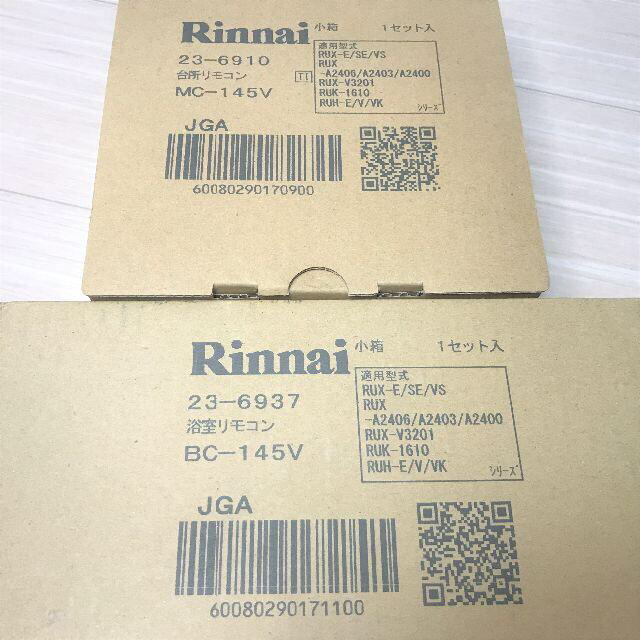 Rinnai 小箱 1セット入
23-6910
台所リモコン
MC-145V
適用型式
RUX-E/SE/VS
RUX
-A2406/A2403/A2400
RUX-V3201
RUK-1610
RUH-E/V/VK シリーズ
JGA
60080290170900
Rinnai 小箱 1セット入
23-6937
浴室リモコン
BC-145V
適用型式
RUX-E/SE/VS
RUX
-A2406/A2403/A2400
RUX-V3201
RUK-1610
RUH-E/V/VK シリーズ
JGA
60080290171100